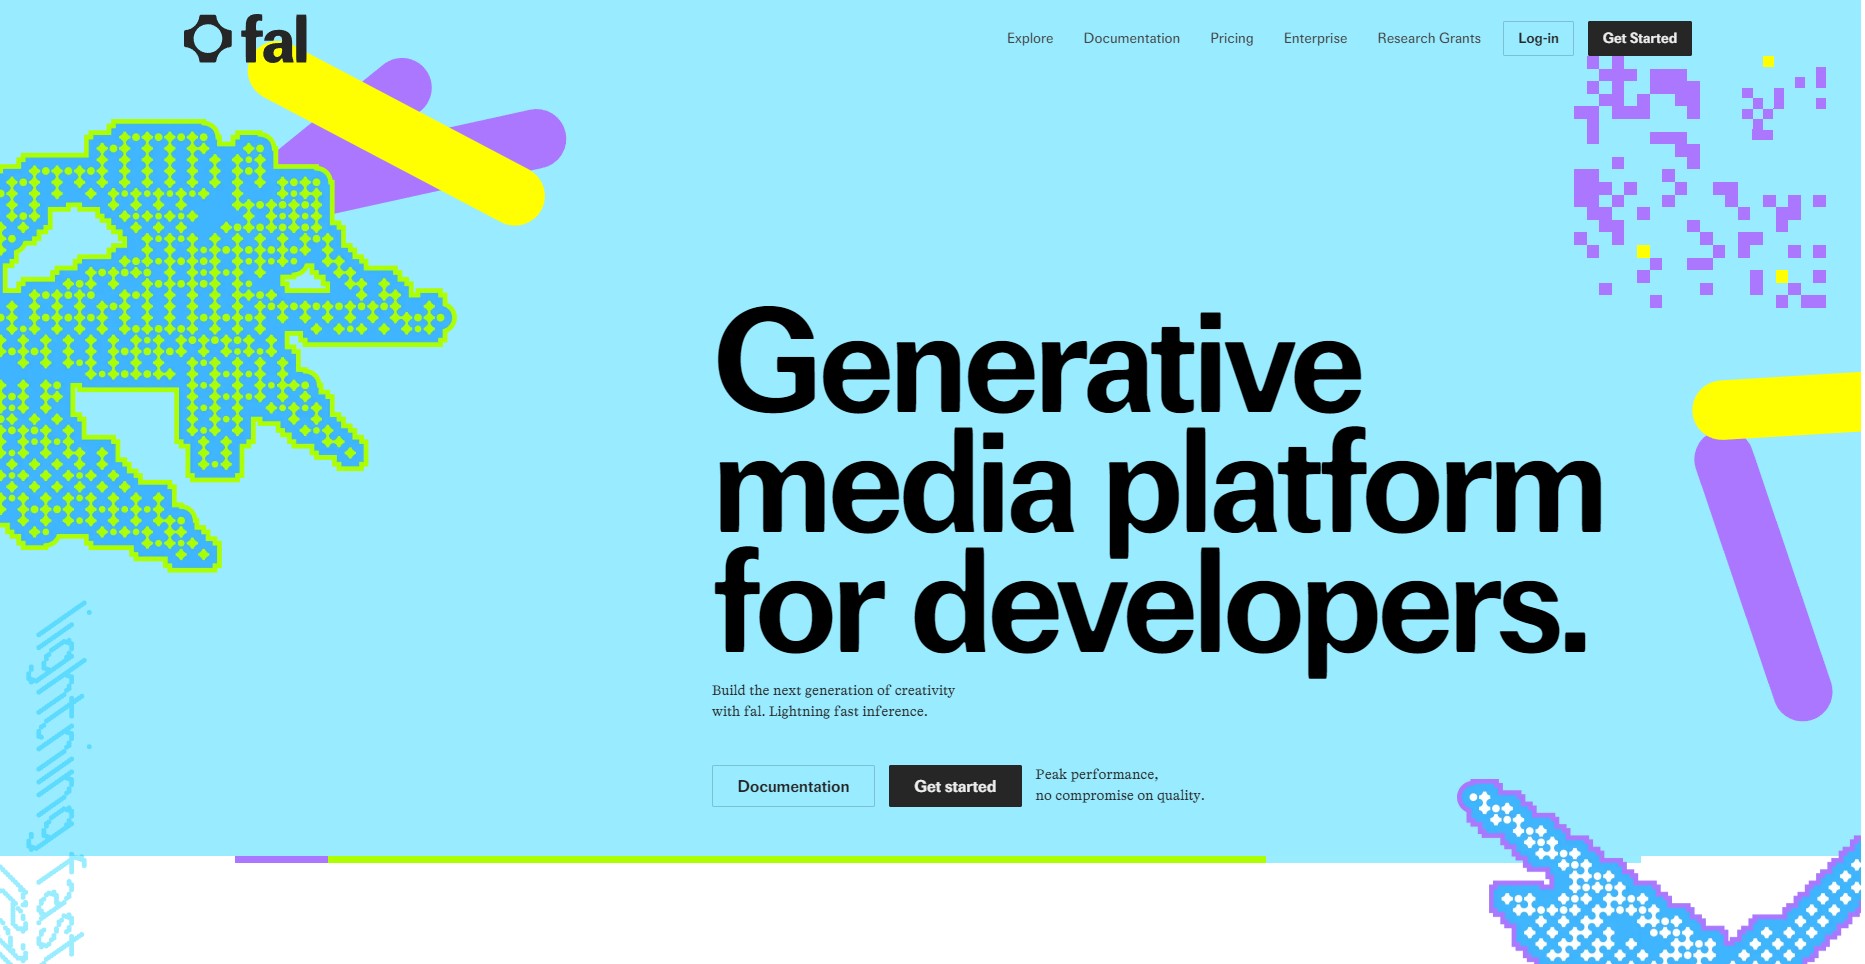 fal
Explore
Documentation
Pricing
Enterprise
Research Grants
Log-in
Get Started
Generative
media platform
for developers.
Build the next generation of creativity
with fal. Lightning fast inference.
Documentation
Get started
Peak performance,
no compromise on quality.
lightning
fast